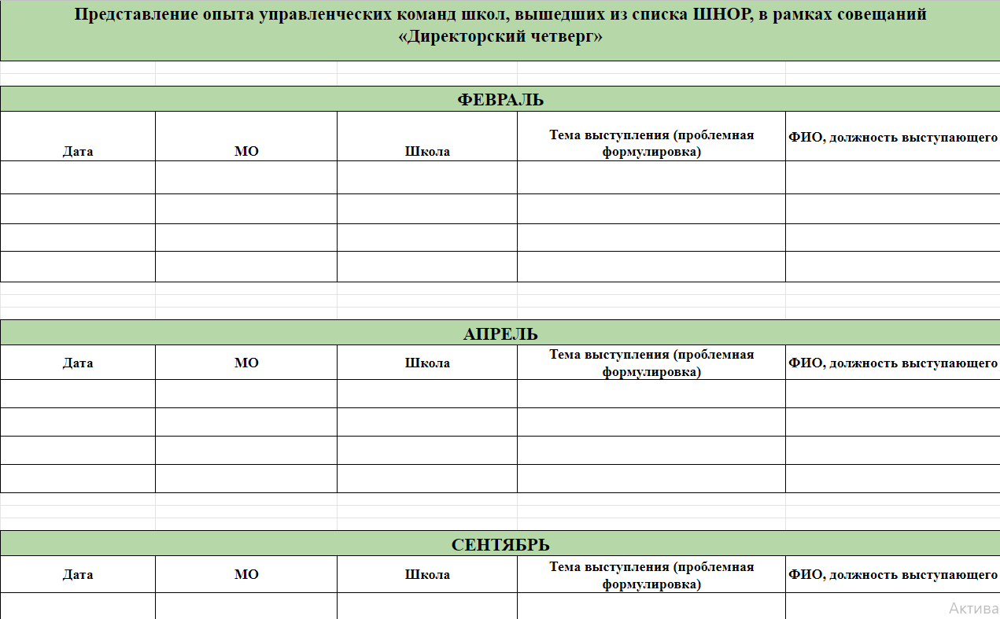 Представление опыта управленческих команд школ, вышедших из списка ШНОР, в рамках совещаний
«Директорский четверг»
ФЕВРАЛЬ
Дата МО Школа Тема выступления (проблемная формулировка) ФИО, должность выступающего
АПРЕЛЬ
Дата МО Школа Тема выступления (проблемная формулировка) ФИО, должность выступающего
СЕНТЯБРЬ
Дата МО Школа Тема выступления (проблемная формулировка) ФИО, должность выступающего
Актива